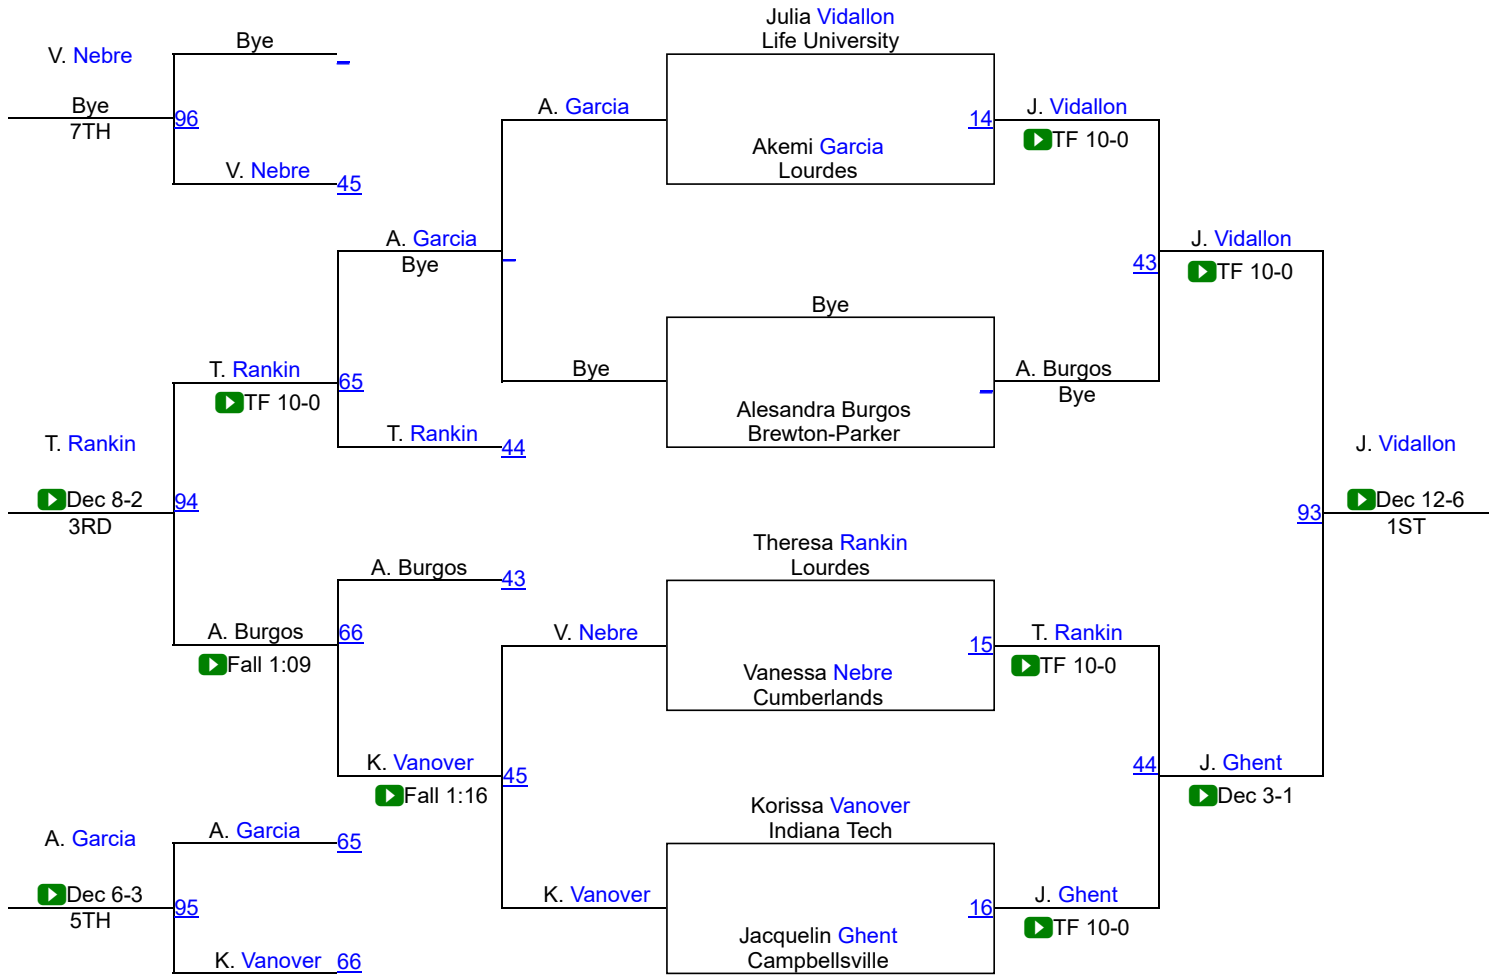 Julia Vidallon
Life University
V. Nebre
Bye
Bye
7TH
96
V. Nebre
45
A. Garcia
14
J. Vidallon
TF 10-0
Akemi Garcia
Lourdes
A. Garcia
Bye
J. Vidallon
43
TF 10-0
Bye
Bye
A. Burgos
Bye
Alesandra Burgos
Brewton-Parker
T. Rankin
65
TF 10-0
T. Rankin
44
T. Rankin
Dec 8-2
3RD
94
J. Vidallon
93
Dec 12-6
1ST
Theresa Rankin
Lourdes
A. Burgos
43
A. Burgos
66
Fall 1:09
V. Nebre
15
T. Rankin
TF 10-0
Vanessa Nebre
Cumberlands
K. Vanover
45
Fall 1:16
44
J. Ghent
Dec 3-1
Korissa Vanover
Indiana Tech
A. Garcia
A. Garcia
65
Dec 6-3
5TH
95
K. Vanover
16
J. Ghent
TF 10-0
Jacquelin Ghent
Campbellsville
K. Vanover
66